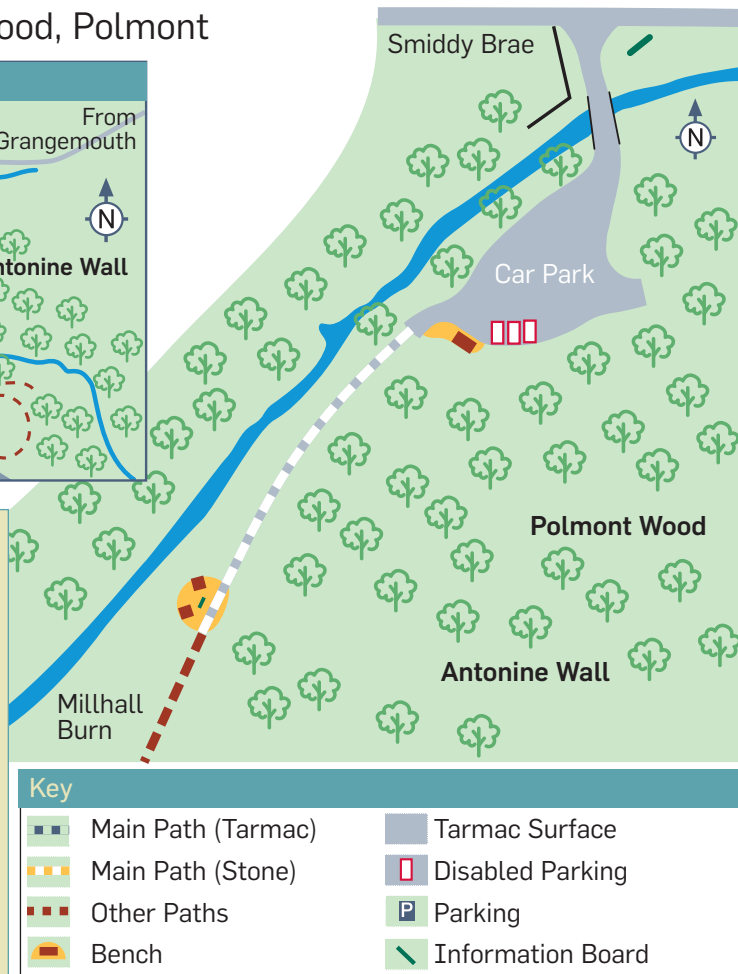 ood, Polmont
From
Grangemouth
N
ntonine Wall
Smiddy Brae
N
Car Park
Polmont Wood
Antonine Wall
Millhall
Burn
Key
Main Path (Tarmac)
Main Path (Stone)
Other Paths
Bench
Tarmac Surface
Disabled Parking
P
Parking
Information Board